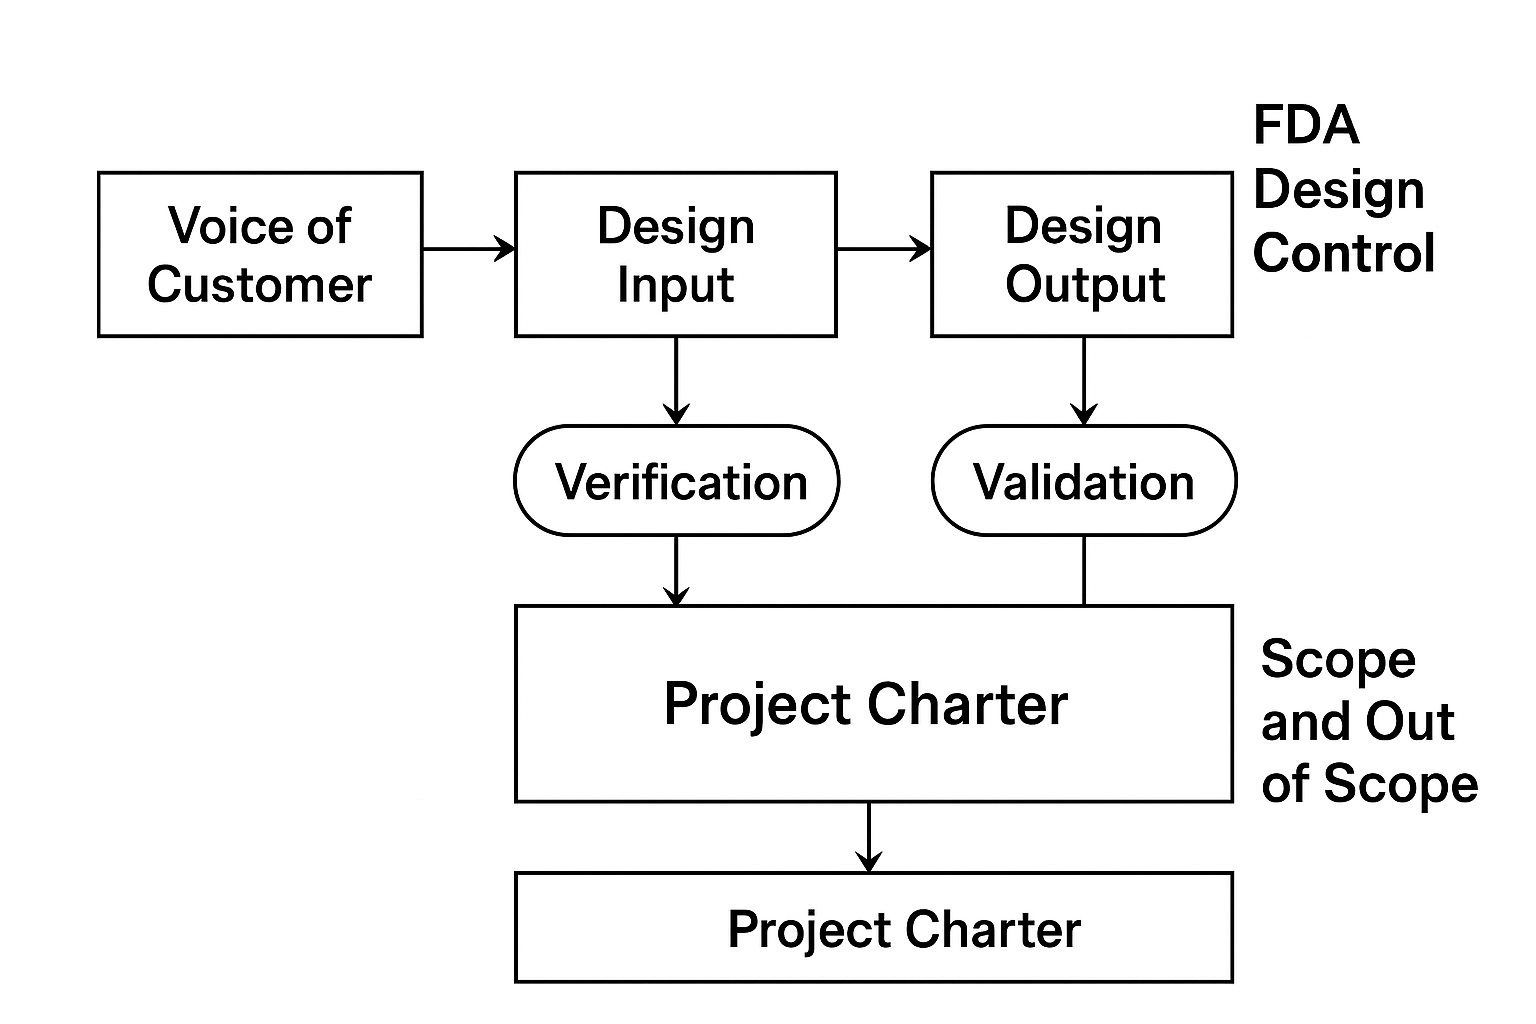 FDA
Design
Control
Voice of
Customer
Design
Input
Design
Output
Verification
Validation
Project Charter
Scope
and Out
of Scope
Project Charter